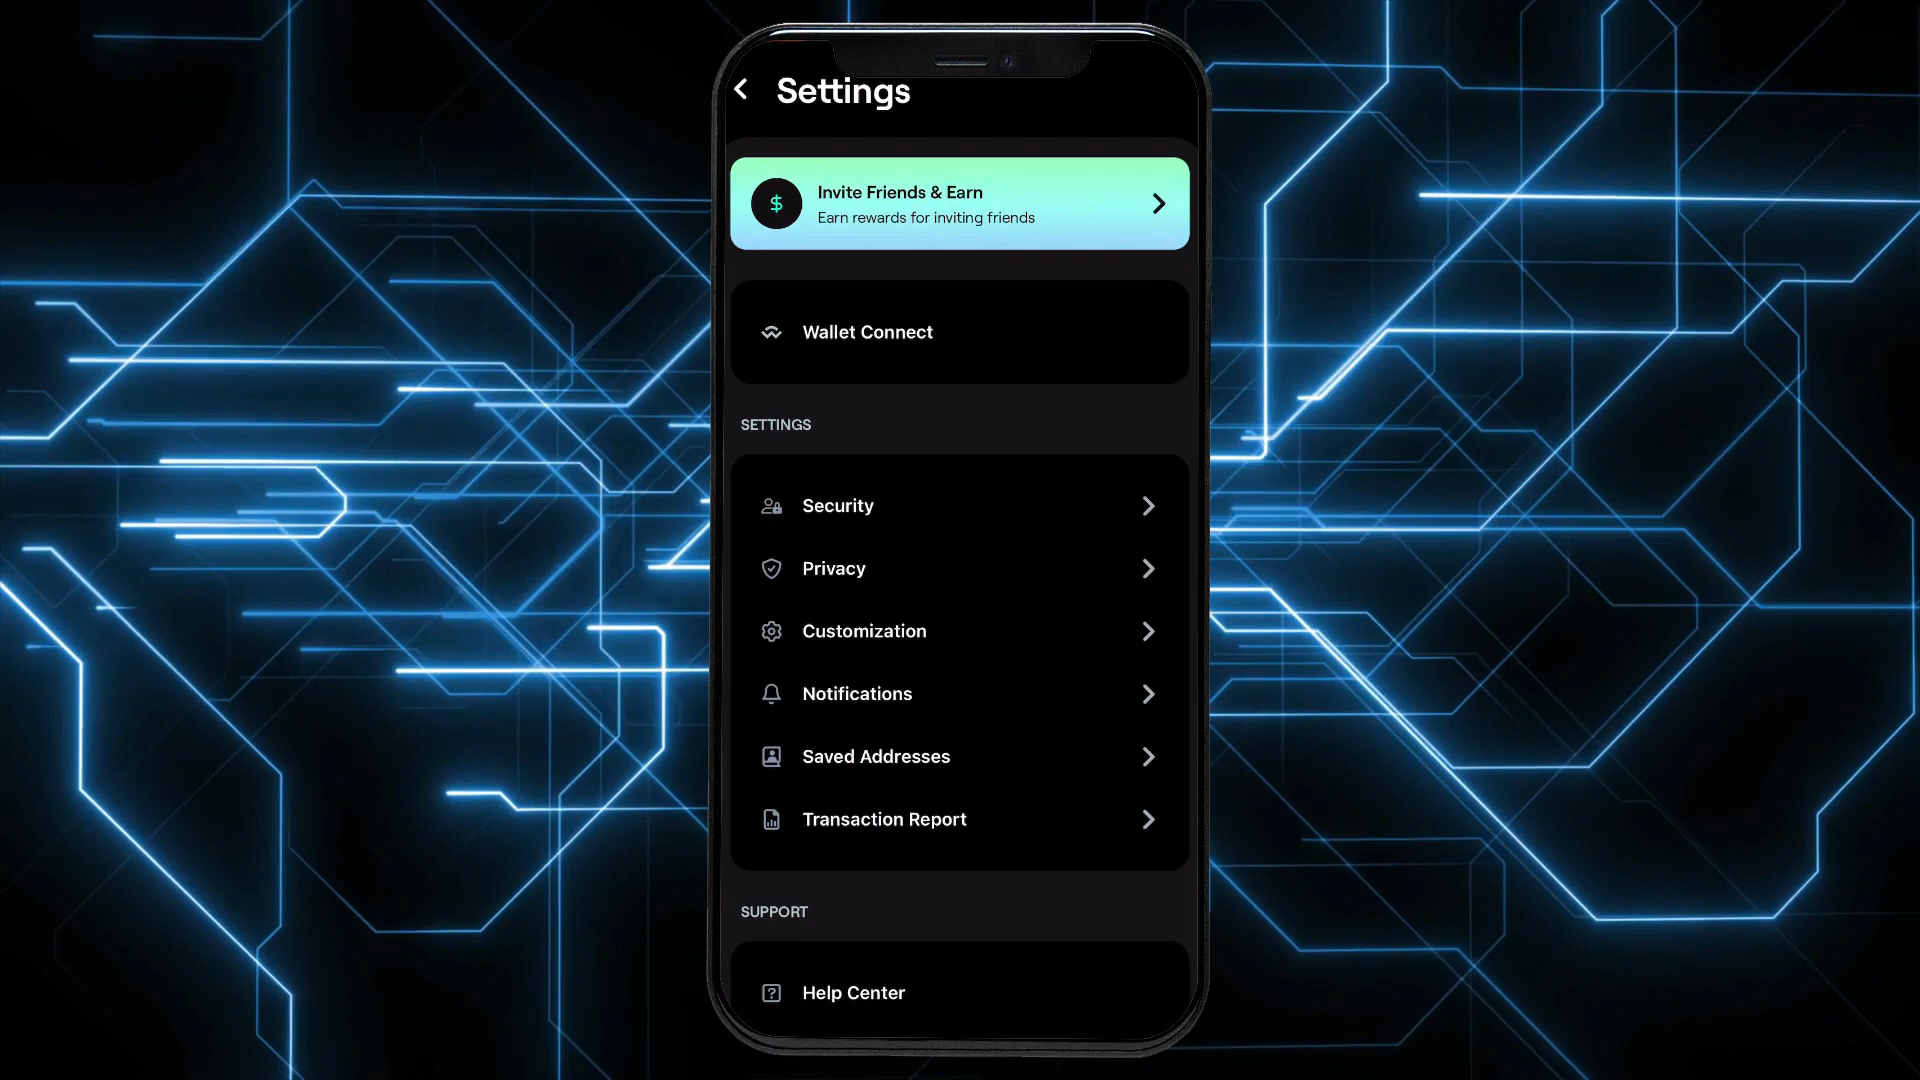 Settings
$
Invite Friends & Earn
Earn rewards for inviting friends
Wallet Connect
SETTINGS
Security
Privacy
Customization
Notifications
Saved Addresses
Transaction Report
SUPPORT
Help Center